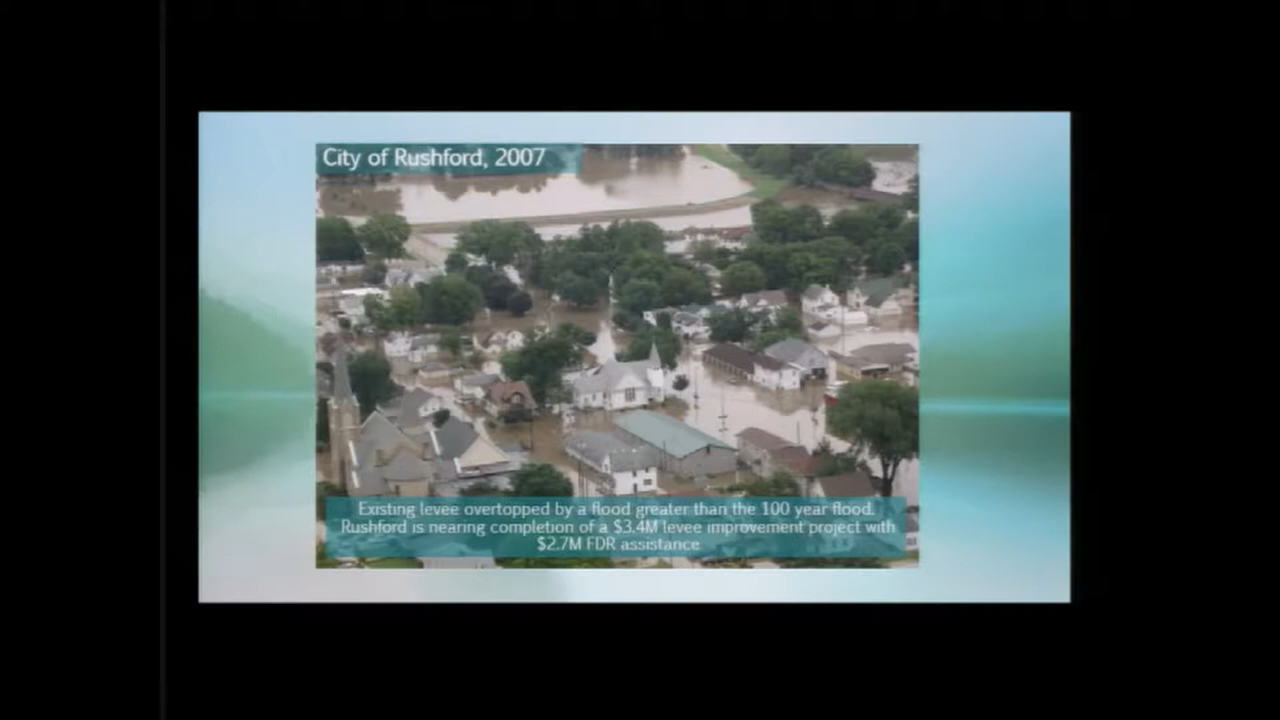 City of Rushford, 2007
Existing levee overtopped by a flood greater than the 100 year flood.
Rushford is nearing completion of a $3.4M levee improvement project with
$2.7M FDR assistance